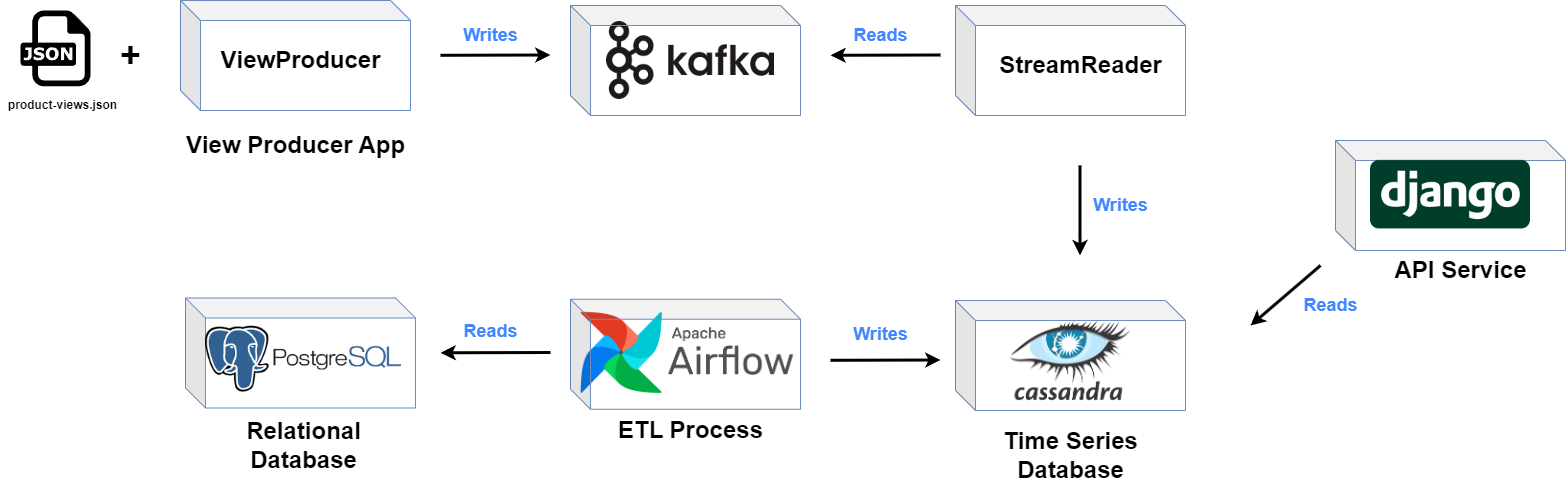 JSON
product-views.json
+
ViewProducer
View Producer App
Writes
kafka
Reads
StreamReader
Writes
django
API Service
Reads
PostgreSQL
Relational
Database
Reads
Apache
Airflow
ETL Process
Writes
cassandra
Time Series
Database